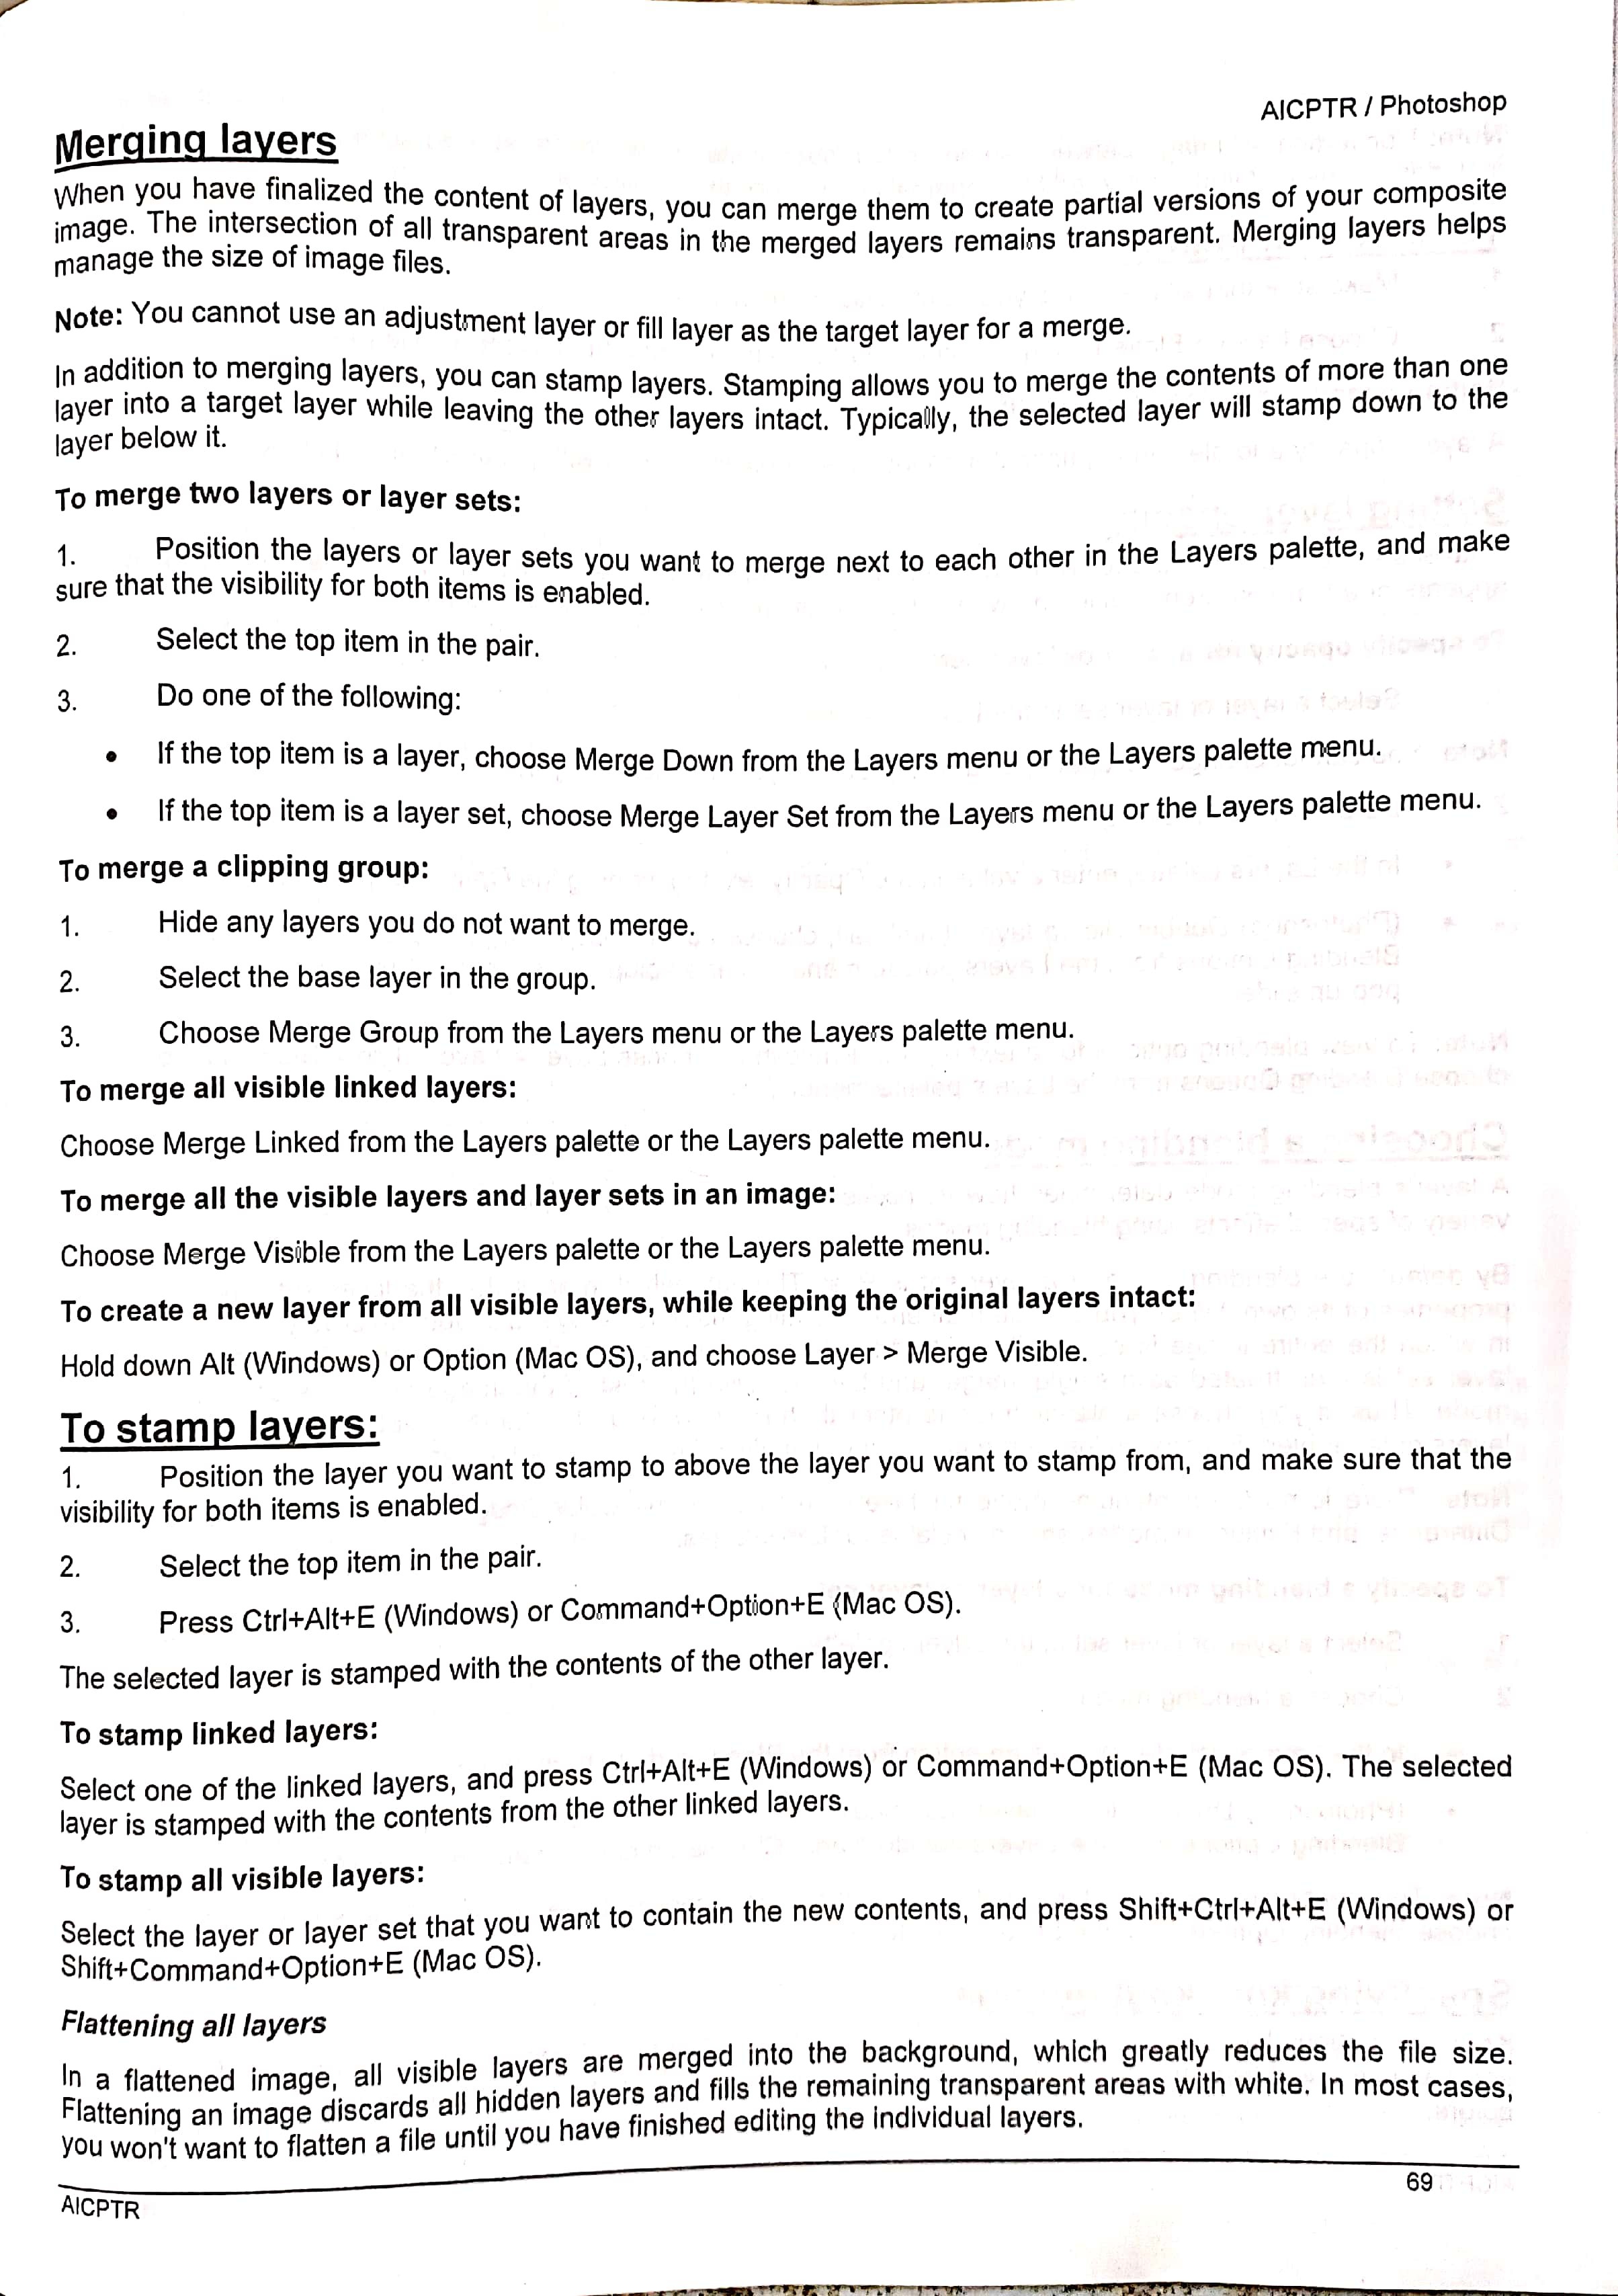 AICPTR / Photoshop
Merging layers
When you have finalized the content of layers, you can merge them to create partial versions of your composite
image. The intersection of all transparent areas in the merged layers remains transparent. Merging layers helps
manage the size of image files.
Note: You cannot use an adjustment layer or fill layer as the target layer for a merge.
In addition to merging layers, you can stamp layers. Stamping allows you to merge the contents of more than one
layer into a target layer while leaving the other layers intact. Typically, the selected layer will stamp down to the
layer below it.
To merge two layers or layer sets:
1. Position the layers or layer sets you want to merge next to each other in the Layers palette, and make
sure that the visibility for both items is enabled.
2. Select the top item in the pair.
3. Do one of the following:
• If the top item is a layer, choose Merge Down from the Layers menu or the Layers palette menu.
• If the top item is a layer set, choose Merge Layer Set from the Layers menu or the Layers palette menu.
To merge a clipping group:
1. Hide any layers you do not want to merge.
2. Select the base layer in the group.
3. Choose Merge Group from the Layers menu or the Layers palette menu.
To merge all visible linked layers:
Choose Merge Linked from the Layers palette or the Layers palette menu.
To merge all the visible layers and layer sets in an image:
Choose Merge Visible from the Layers palette or the Layers palette menu.
To create a new layer from all visible layers, while keeping the original layers intact:
Hold down Alt (Windows) or Option (Mac OS), and choose Layer > Merge Visible.
To stamp layers:
1. Position the layer you want to stamp to above the layer you want to stamp from, and make sure that the
visibility for both items is enabled.
2. Select the top item in the pair.
3. Press Ctrl+Alt+E (Windows) or Command+Option+E (Mac OS).
The selected layer is stamped with the contents of the other layer.
To stamp linked layers:
Select one of the linked layers, and press Ctrl+Alt+E (Windows) or Command+Option+E (Mac OS). The selected
layer is stamped with the contents from the other linked layers.
To stamp all visible layers:
Select the layer or layer set that you want to contain the new contents, and press Shift+Ctrl+Alt+E (Windows) or
Shift+Command+Option+E (Mac OS).
Flattening all layers
In a flattened image, all visible layers are merged into the background, which greatly reduces the file size.
Flattening an image discards all hidden layers and fills the remaining transparent areas with white. In most cases,
you won't want to flatten a file until you have finished editing the individual layers.
69
AICPTR